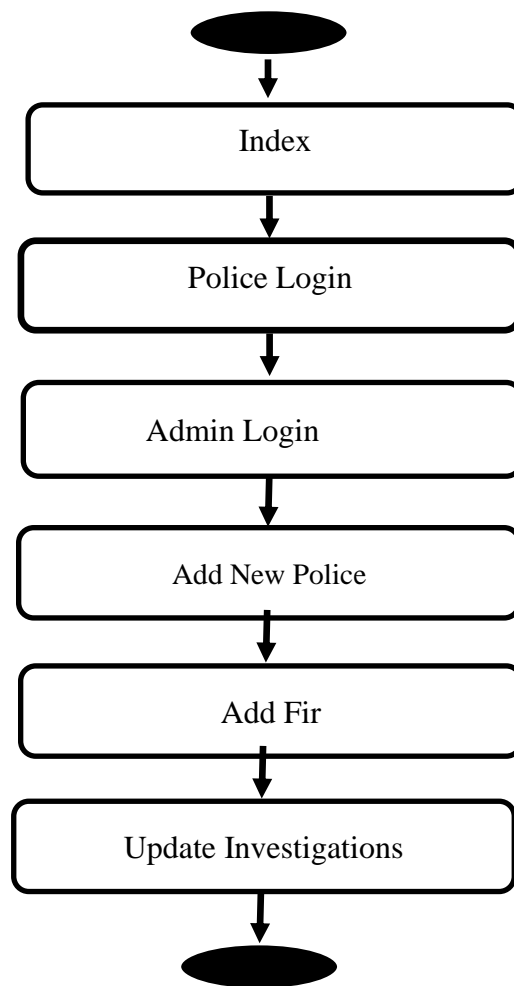 Index
Police Login
Admin Login
Add New Police
Add Fir
Update Investigations